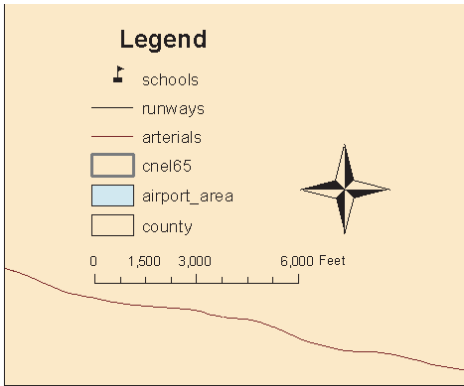 Legend
schools
runways
arterials
cnel65
airport_area
county
0 1,500 3,000 6,000 Feet